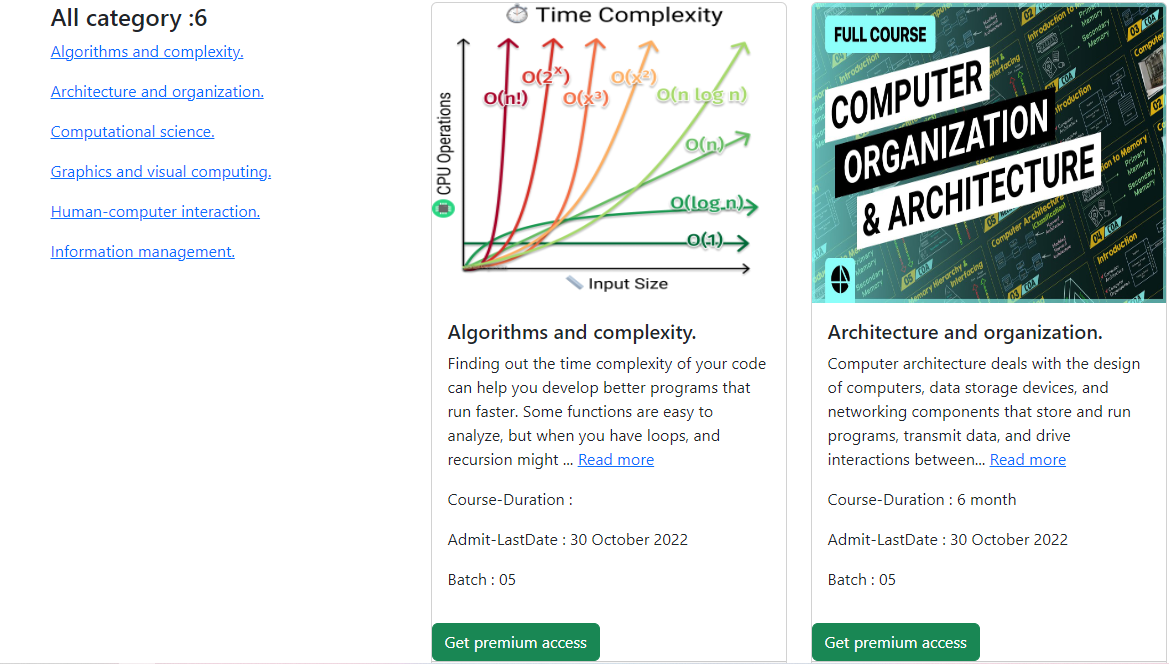 All category :6
Algorithms and complexity.
Architecture and organization.
Computational science.
Graphics and visual computing.
Human-computer interaction.
Information management.
Time Complexity
CPU Operations
O(n!)
O(2^x)
O(x³)
O(x²)
O(n log n)
O(n)
O(log n)
O(1)
Input Size
Algorithms and complexity.
Finding out the time complexity of your code
can help you develop better programs that
run faster. Some functions are easy to
analyze, but when you have loops, and
recursion might ... Read more
Course-Duration :
Admit-LastDate : 30 October 2022
Batch : 05
Get premium access
FULL COURSE
COMPUTER
ORGANIZATION
& ARCHITECTURE
Architecture and organization.
Computer architecture deals with the design
of computers, data storage devices, and
networking components that store and run
programs, transmit data, and drive
interactions between... Read more
Course-Duration : 6 month
Admit-LastDate : 30 October 2022
Batch : 05
Get premium access